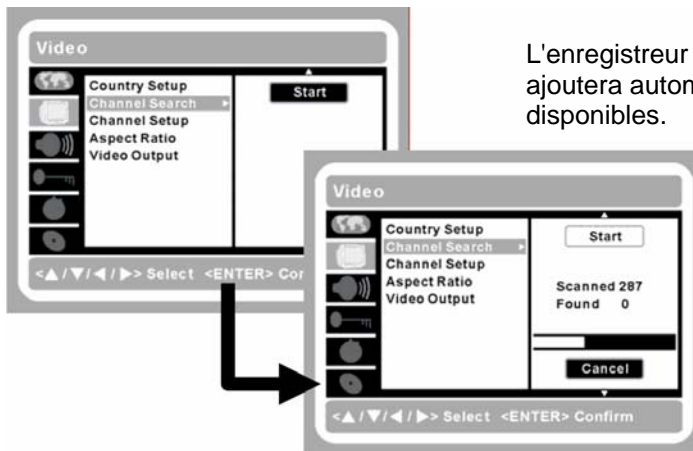 L'enregistreur
ajoutera autom
disponibles.
Video
Country Setup
Channel Search
Channel Setup
Aspect Ratio
Video Output
Start
<▲ / ▼ / ◄ / ►> Select <ENTER> Cor
Video
Country Setup
Channel Search
Channel Setup
Aspect Ratio
Video Output
Start
Scanned 287
Found 0
Cancel
<▲ / ▼ / ◄ / ►> Select <ENTER> Confirm